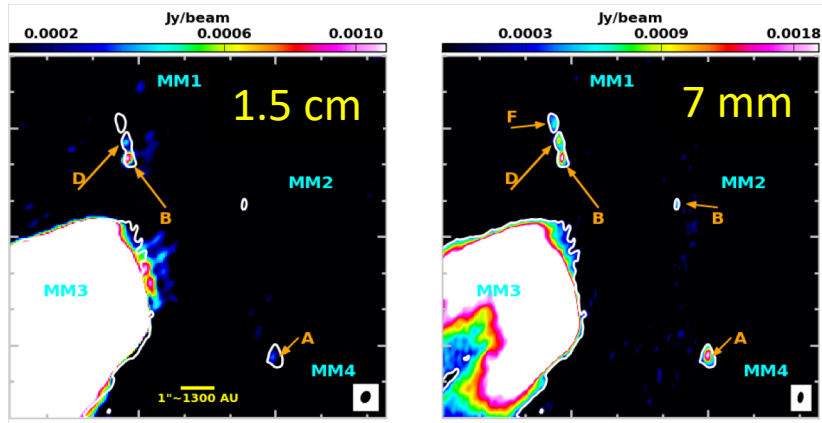 Jy/beam
0.0002 0.0006 0.0010
MM1
1.5 cm
D
B
MM2
MM3
A
1"~1300 AU
MM4
Jy/beam
0.0003 0.0009 0.0018
MM1
7 mm
F
D
B
MM2
B
MM3
A
MM4